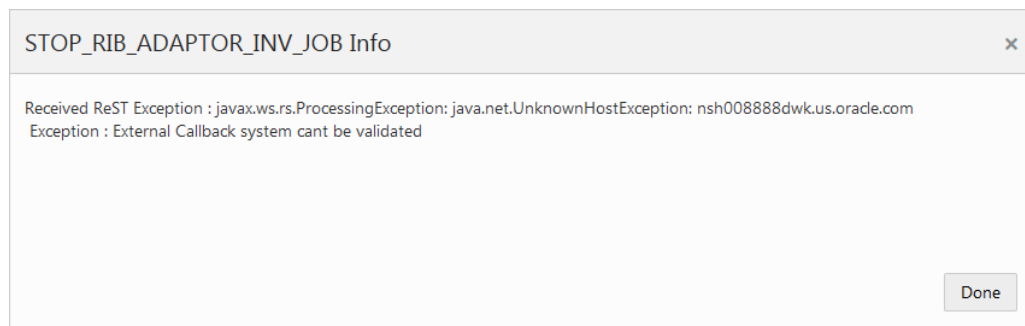 STOP_RIB_ADAPTOR_INV_JOB Info
×
Received ReST Exception : javax.ws.rs.ProcessingException: java.net.UnknownHostException: nsh008888dwk.us.oracle.com
Exception : External Callback system cant be validated
Done